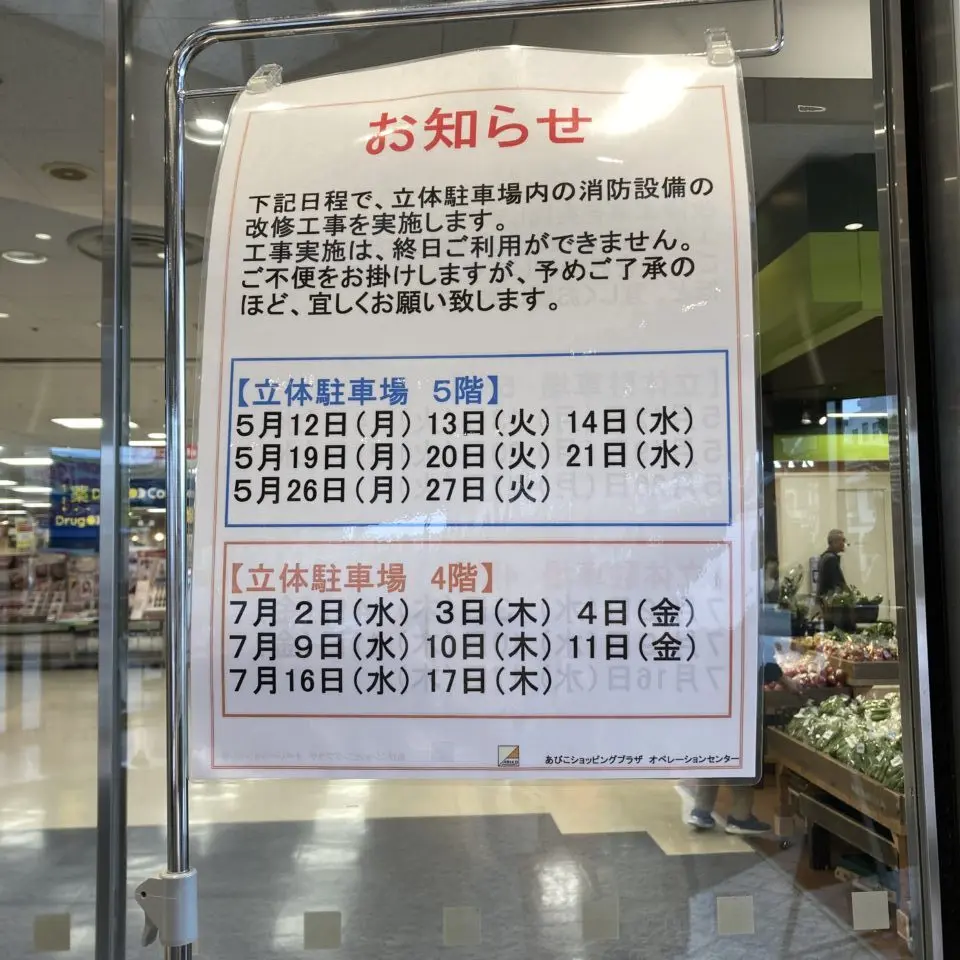 お知らせ
下記日程で、立体駐車場内の消防設備の
改修工事を実施します。
工事実施は、終日ご利用ができません。
ご不便をお掛けしますが、予めご了承の
ほど、宜しくお願い致します。
【立体駐車場 5階】
5月12日(月) 13日(火) 14日(水)
5月19日(月) 20日(火) 21日(水)
5月26日(月) 27日(火)
【立体駐車場 4階】
7月 2日(水) 3日(木) 4日(金)
7月 9日(水) 10日(木) 11日(金)
7月16日(水) 17日(木)
あびこショッピングプラザ オペレーションセンター
Drug